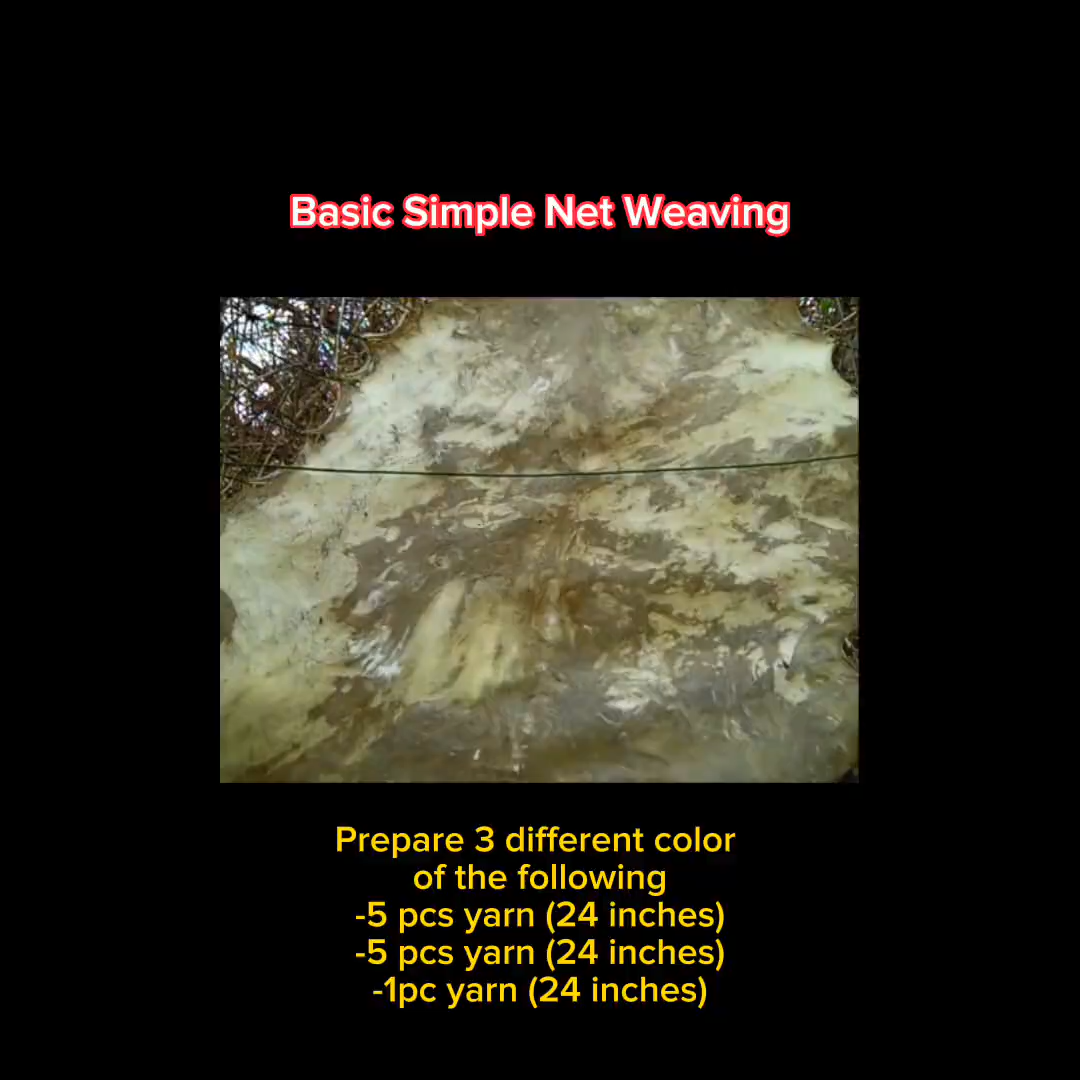 Basic Simple Net Weaving
Prepare 3 different color
of the following
-5 pcs yarn (24 inches)
-5 pcs yarn (24 inches)
-1pc yarn (24 inches)